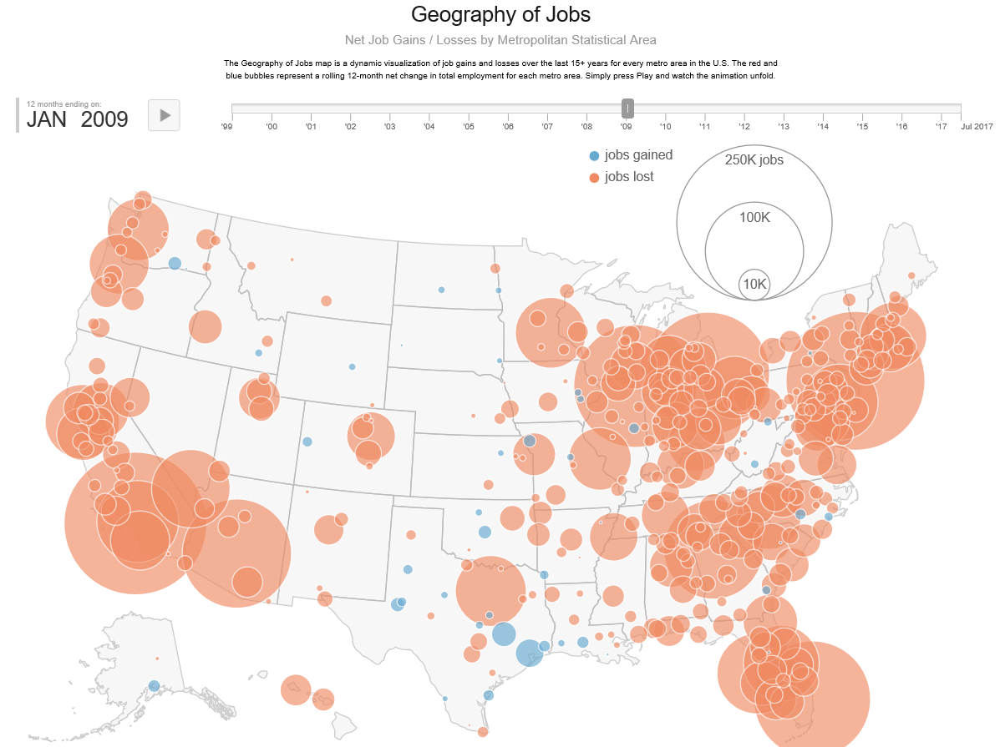 Geography of Jobs
Net Job Gains / Losses by Metropolitan Statistical Area
The Geography of Jobs map is a dynamic visualization of job gains and losses over the last 15+ years for every metro area in the U.S. The red and
blue bubbles represent a rolling 12-month net change in total employment for each metro area. Simply press Play and watch the animation unfold.
12 months ending on:
JAN 2009
'99 '00 '01 '02 '03 '04 '05 '06 '07 '08 '09 '10 '11 '12 '13 '14 '15 '16 '17 Jul 2017
jobs gained
jobs lost
250K jobs
100K
10K